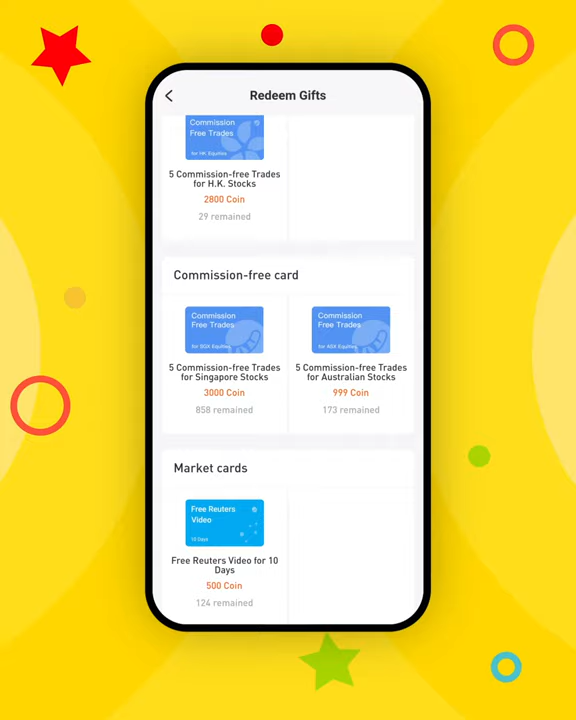 Redeem Gifts
Commission
Free Trades
for HK Equities
5 Commission-free Trades
for H.K. Stocks
2800 Coin
29 remained
Commission-free card
Commission
Free Trades
for SGX Equities
5 Commission-free Trades
for Singapore Stocks
3000 Coin
858 remained
Commission
Free Trades
for ASX Equities
5 Commission-free Trades
for Australian Stocks
999 Coin
173 remained
Market cards
Free Reuters
Video
10 Days
Free Reuters Video for 10
Days
500 Coin
124 remained